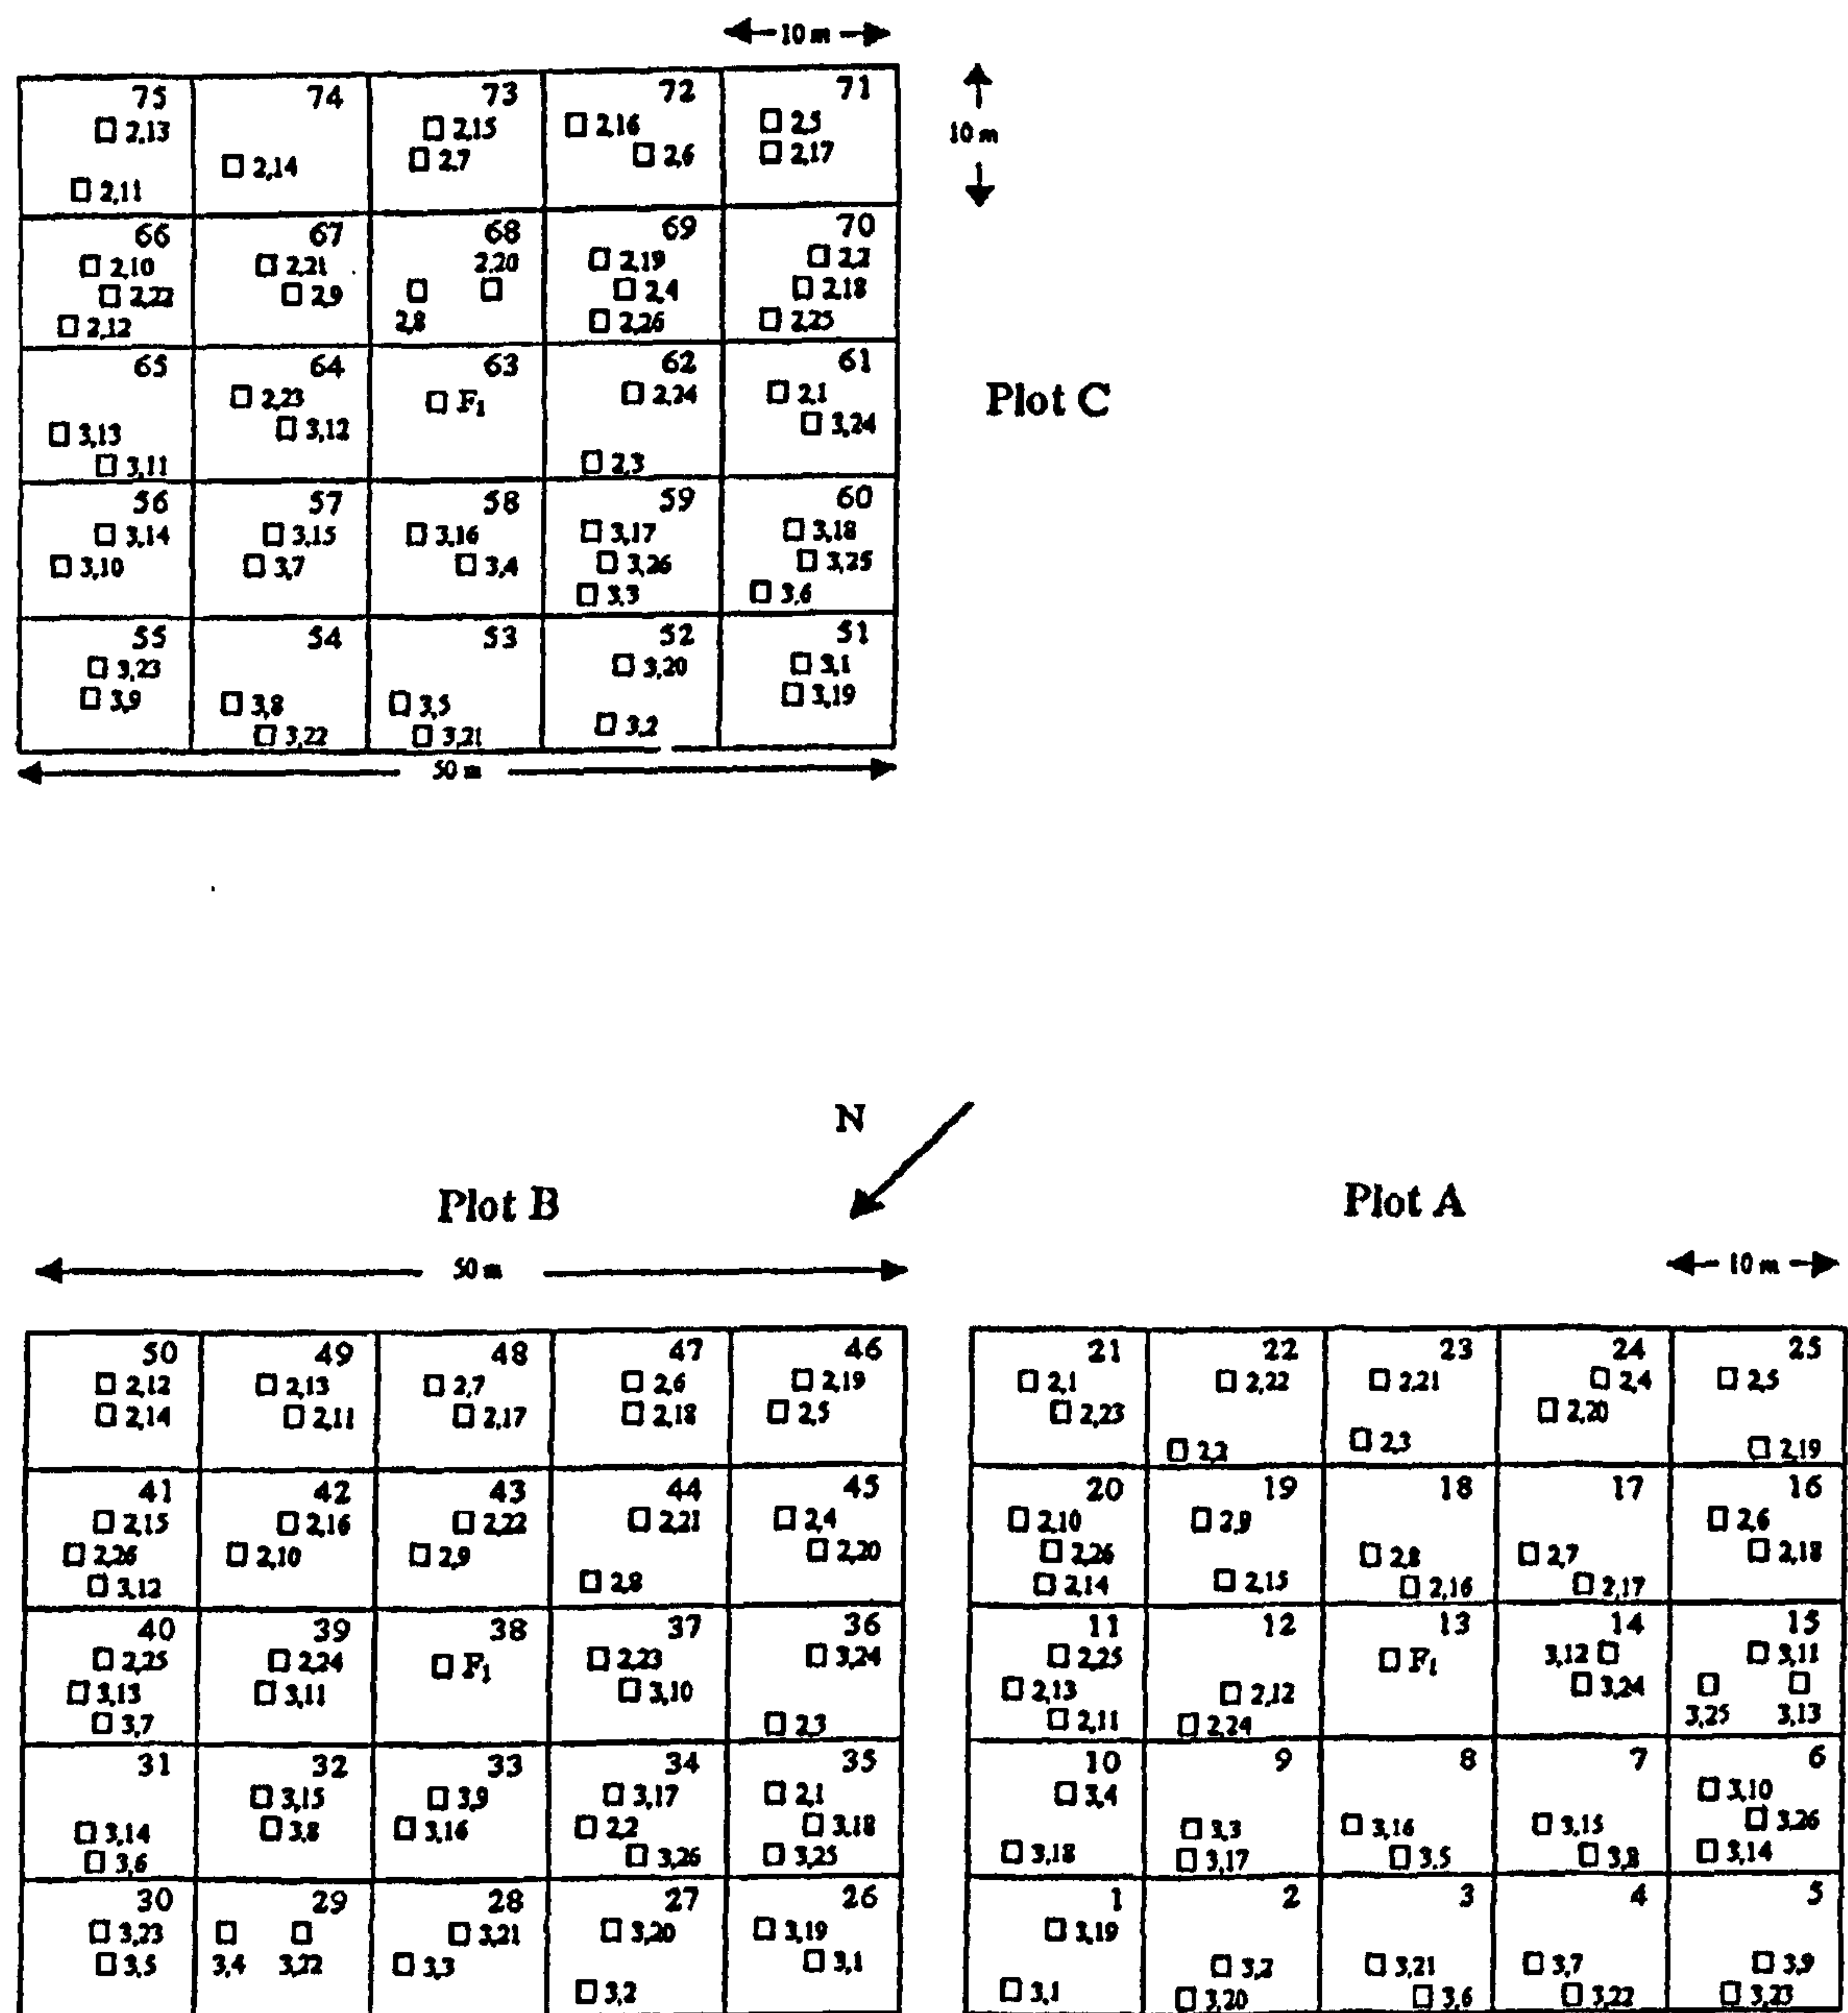 10 m
75 74 73 72 71
2,13 2,15 2,16 2,5
2,14 2,7 2,6 2,17
2,11
10 m
66 67 68 69 70
2,10 2,21 2,20 2,19 2,2
2,22 2,9 2,4 2,18
2,12 2,8 2,26 2,25
65 64 63 62 61
2,23 F1 2,24 2,1
3,13 3,12 3,24
3,11 2,3
Plot C
56 57 58 59 60
3,14 3,15 3,16 3,17 3,18
3,10 3,7 3,4 3,26 3,25
3,3 3,6
55 54 53 52 51
3,23 3,20 3,1
3,9 3,8 3,5 3,19
3,22 3,21 3,2
50 m
N
Plot B
50 m
50 49 48 47 46
2,12 2,13 2,7 2,6 2,19
2,14 2,11 2,17 2,18 2,5
41 42 43 44 45
2,15 2,16 2,22 2,21 2,4
2,26 2,10 2,9 2,20
3,12 2,8
40 39 38 37 36
2,25 2,24 F1 2,23 3,24
3,13 3,11 3,10
3,7 2,3
31 32 33 34 35
3,15 3,9 3,17 2,1
3,14 3,8 3,16 2,2 3,18
3,6 3,26 3,25
30 29 28 27 26
3,23 3,21 3,20 3,19
3,5 3,4 3,22 3,3 3,1
3,2
Plot A
10 m
21 22 23 24 25
2,1 2,22 2,21 2,4 2,5
2,23 2,20
2,2 2,3 2,19
20 19 18 17 16
2,10 2,9 2,6
2,26 2,8 2,7 2,18
2,14 2,15 2,16 2,17
11 12 13 14 15
2,25 F1 3,12 3,11
2,13 2,12 3,24
2,11 2,24 3,25 3,13
10 9 8 7 6
3,4 3,10
3,3 3,16 3,15 3,26
3,18 3,17 3,5 3,8 3,14
1 2 3 4 5
3,19
3,2 3,21 3,7 3,9
3,1 3,20 3,6 3,22 3,23